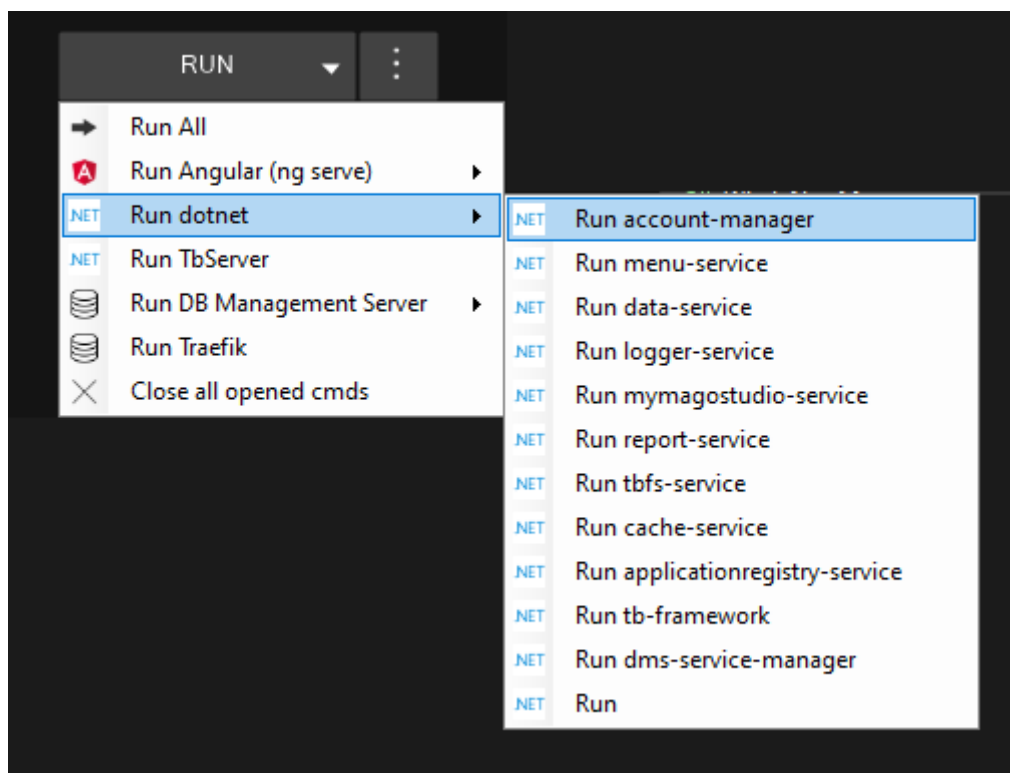 RUN
Run All
Run Angular (ng serve)
Run dotnet
Run TbServer
Run DB Management Server
Run Traefik
Close all opened cmds
Run account-manager
Run menu-service
Run data-service
Run logger-service
Run mymagostudio-service
Run report-service
Run tbfs-service
Run cache-service
Run applicationregistry-service
Run tb-framework
Run dms-service-manager
Run